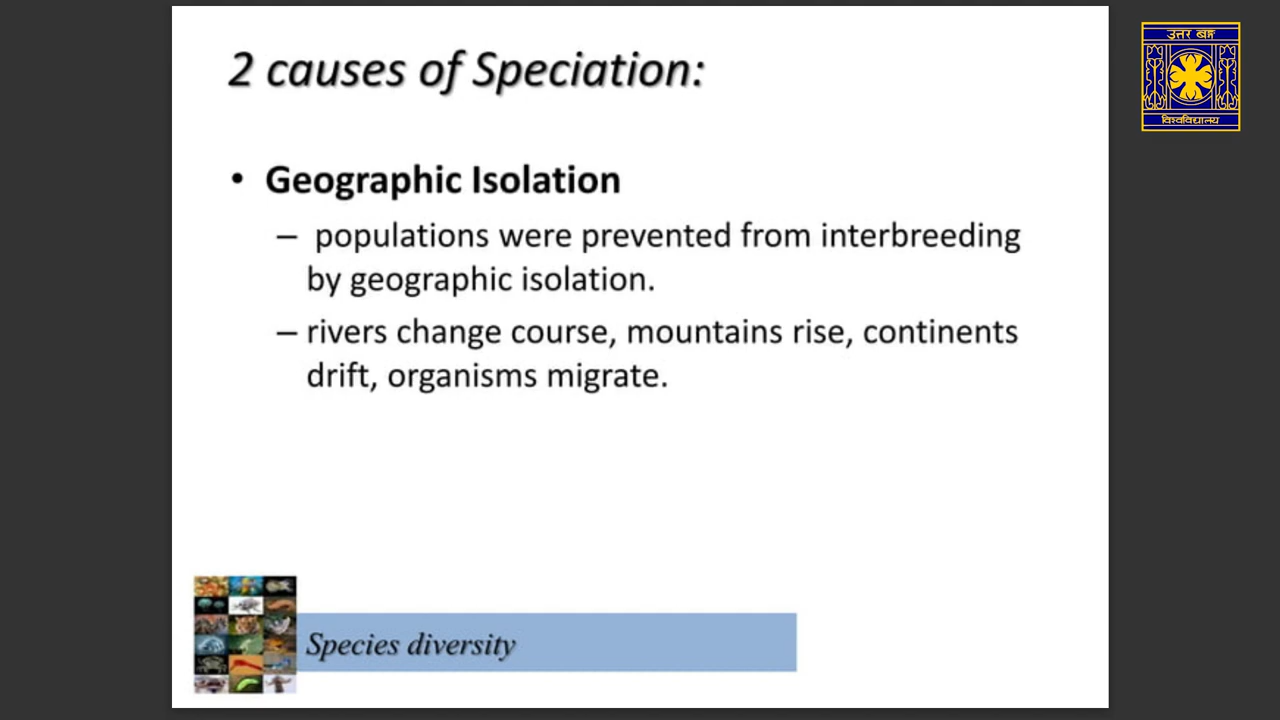 2 causes of Speciation:
• Geographic Isolation
– populations were prevented from interbreeding
by geographic isolation.
– rivers change course, mountains rise, continents
drift, organisms migrate.
Species diversity
उत्तर बङ्ग
विश्वविद्यालय